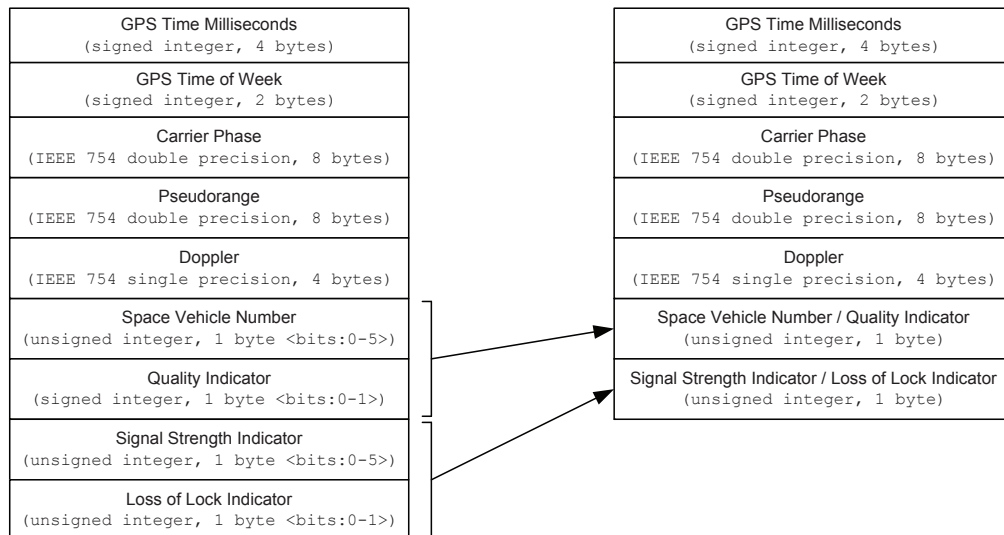 GPS Time Milliseconds
(signed integer, 4 bytes)
GPS Time of Week
(signed integer, 2 bytes)
Carrier Phase
(IEEE 754 double precision, 8 bytes)
Pseudorange
(IEEE 754 double precision, 8 bytes)
Doppler
(IEEE 754 single precision, 4 bytes)
Space Vehicle Number
(unsigned integer, 1 byte <bits:0-5>)
Quality Indicator
(signed integer, 1 byte <bits:0-1>)
Signal Strength Indicator
(unsigned integer, 1 byte <bits:0-5>)
Loss of Lock Indicator
(unsigned integer, 1 byte <bits:0-1>)
GPS Time Milliseconds
(signed integer, 4 bytes)
GPS Time of Week
(signed integer, 2 bytes)
Carrier Phase
(IEEE 754 double precision, 8 bytes)
Pseudorange
(IEEE 754 double precision, 8 bytes)
Doppler
(IEEE 754 single precision, 4 bytes)
Space Vehicle Number / Quality Indicator
(unsigned integer, 1 byte)
Signal Strength Indicator / Loss of Lock Indicator
(unsigned integer, 1 byte)